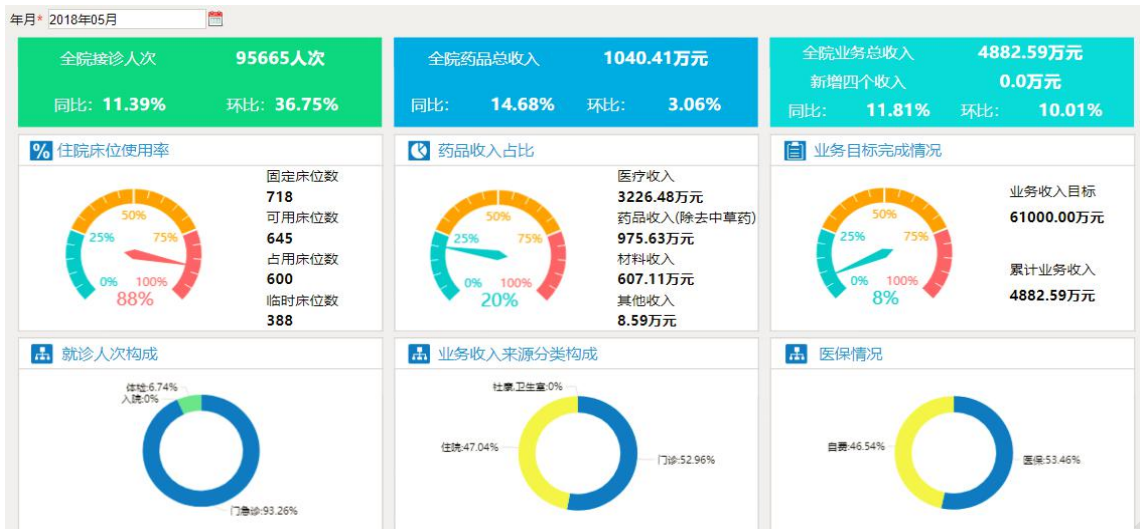 年月* 2018年05月
全院接诊人次 95665人次
同比: 11.39% 环比: 36.75%
全院药品总收入 1040.41万元
同比: 14.68% 环比: 3.06%
全院业务总收入 4882.59万元
新增四个收入 0.0万元
同比: 11.81% 环比: 10.01%
% 住院床位使用率
0%
25%
50%
75%
100%
88%
固定床位数
718
可用床位数
645
占用床位数
600
临时床位数
388
药品收入占比
0%
25%
50%
75%
100%
20%
医疗收入
3226.48万元
药品收入(除去中草药)
975.63万元
材料收入
607.11万元
其他收入
8.59万元
业务目标完成情况
0%
25%
50%
75%
100%
8%
业务收入目标
61000.00万元
累计业务收入
4882.59万元
就诊人次构成
体检:6.74%
入院:0%
门急诊:93.26%
业务收入来源分类构成
社康,卫生室:0%
住院:47.04%
门诊:52.96%
医保情况
自费:46.54%
医保:53.46%